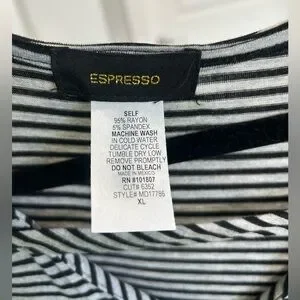 ESPRESSO
SELF
95% RAYON
5% SPANDEX
MACHINE WASH
IN COLD WATER
DELICATE CYCLE
TUMBLE DRY LOW
REMOVE PROMPTLY
DO NOT BLEACH
MADE IN MEXICO
RN #101807
CUT# 6352
STYLE# MD17786
XL